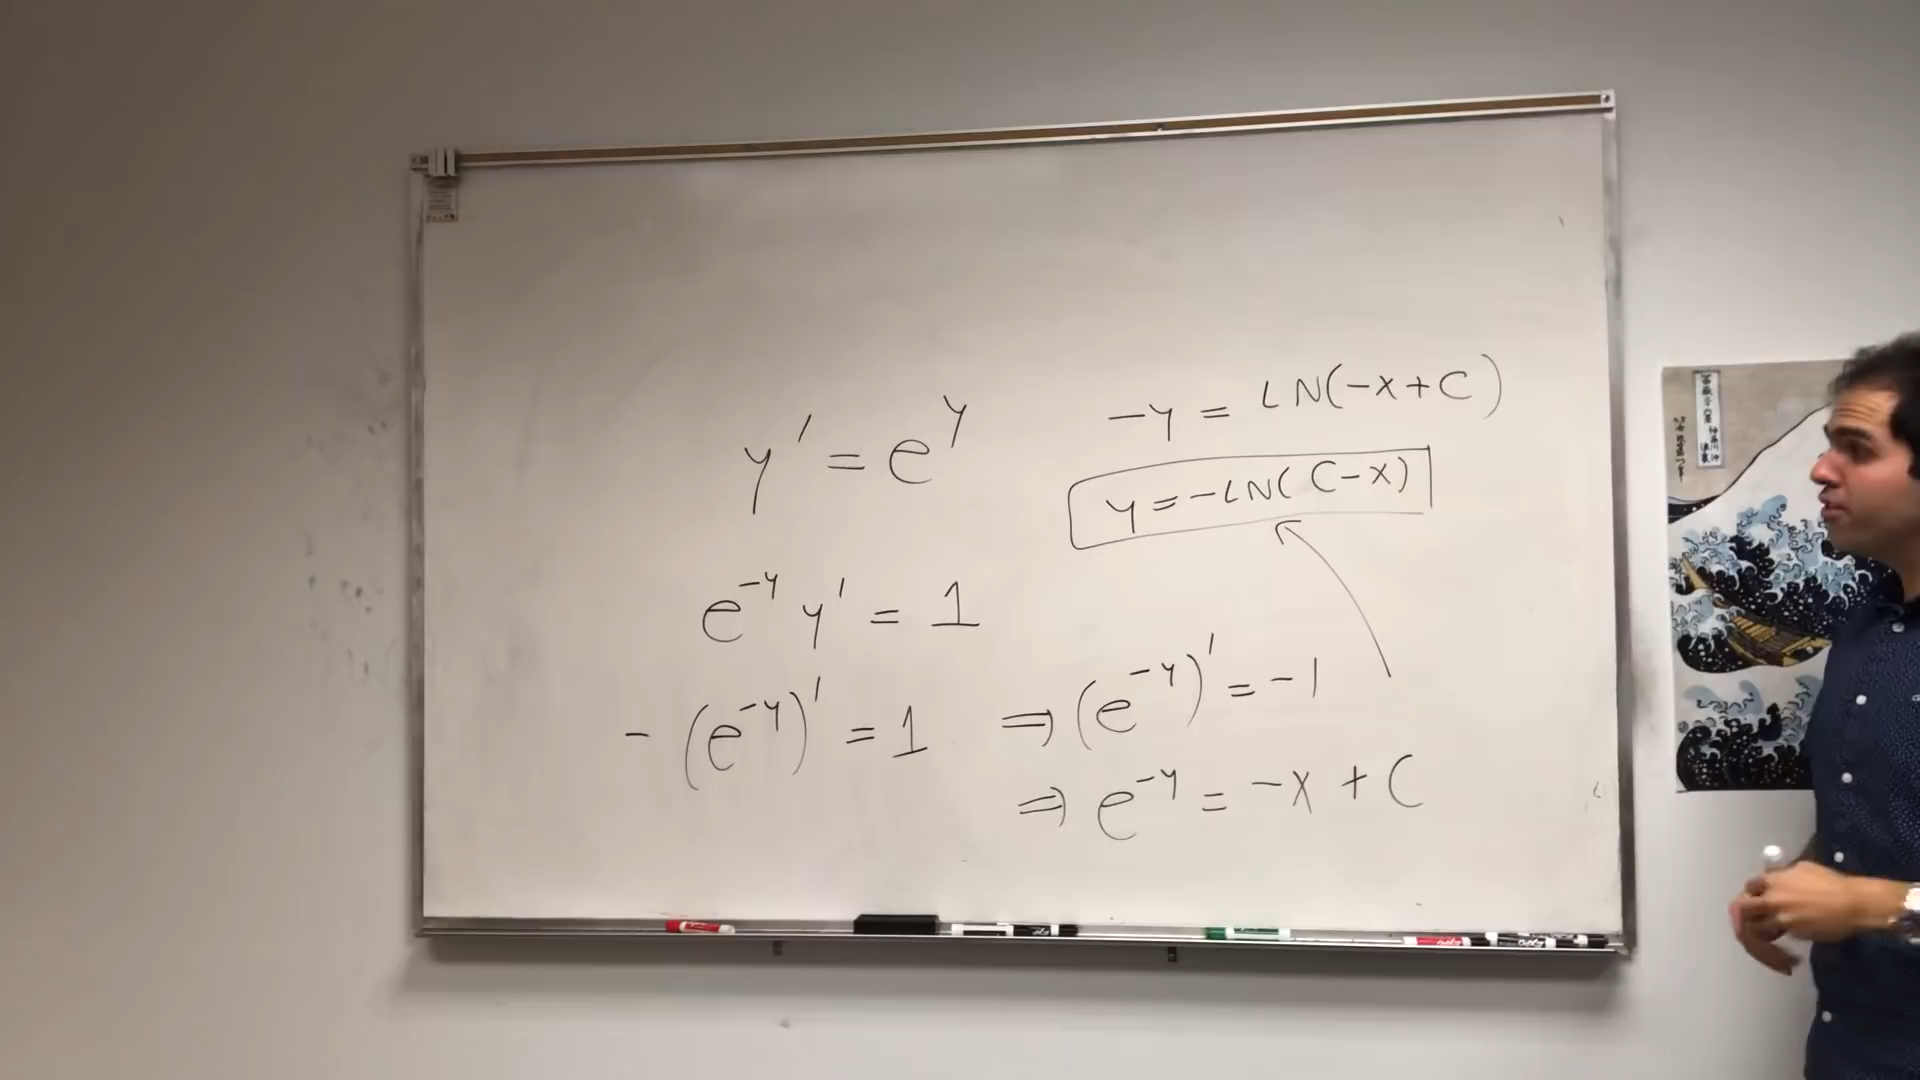 y' = e^y
e^-y y' = 1
- (e^-y)' = 1
⇒ (e^-y)' = -1
⇒ e^-y = -x + C
-y = LN(-x+C)
y = -LN(C-x)